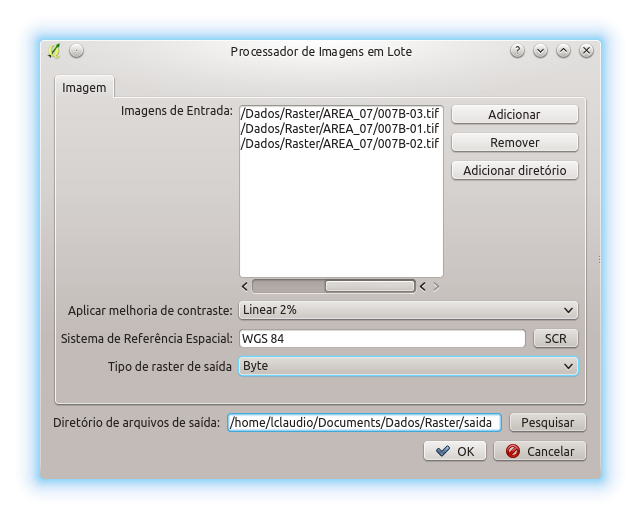 Processador de Imagens em Lote
Imagem
Imagens de Entrada:
/Dados/Raster/AREA_07/007B-03.tif
/Dados/Raster/AREA_07/007B-01.tif
/Dados/Raster/AREA_07/007B-02.tif
Adicionar
Remover
Adicionar diretório
Aplicar melhoria de contraste: Linear 2%
Sistema de Referência Espacial: WGS 84 SCR
Tipo de raster de saída Byte
Diretório de arquivos de saída: /home/lclaudio/Documents/Dados/Raster/saida Pesquisar
OK Cancelar